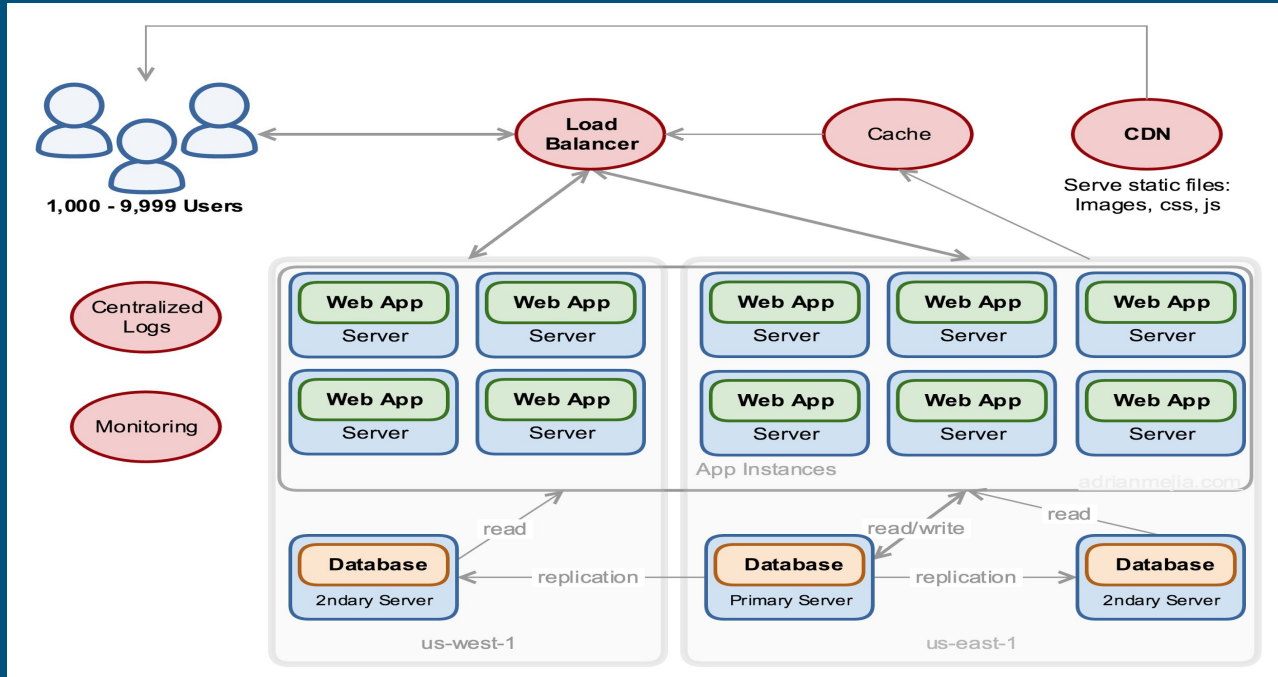 Load
Balancer
Cache
CDN
1,000 - 9,999 Users
Serve static files:
Images, css, js
Centralized
Logs
Monitoring
Web App
Server
Web App
Server
Web App
Server
Web App
Server
Web App
Server
Web App
Server
Web App
Server
Web App
Server
Web App
Server
Web App
Server
App Instances
adrianmejia.com
read
read/write
read
Database
2ndary Server
replication
Database
Primary Server
replication
Database
2ndary Server
us-west-1
us-east-1